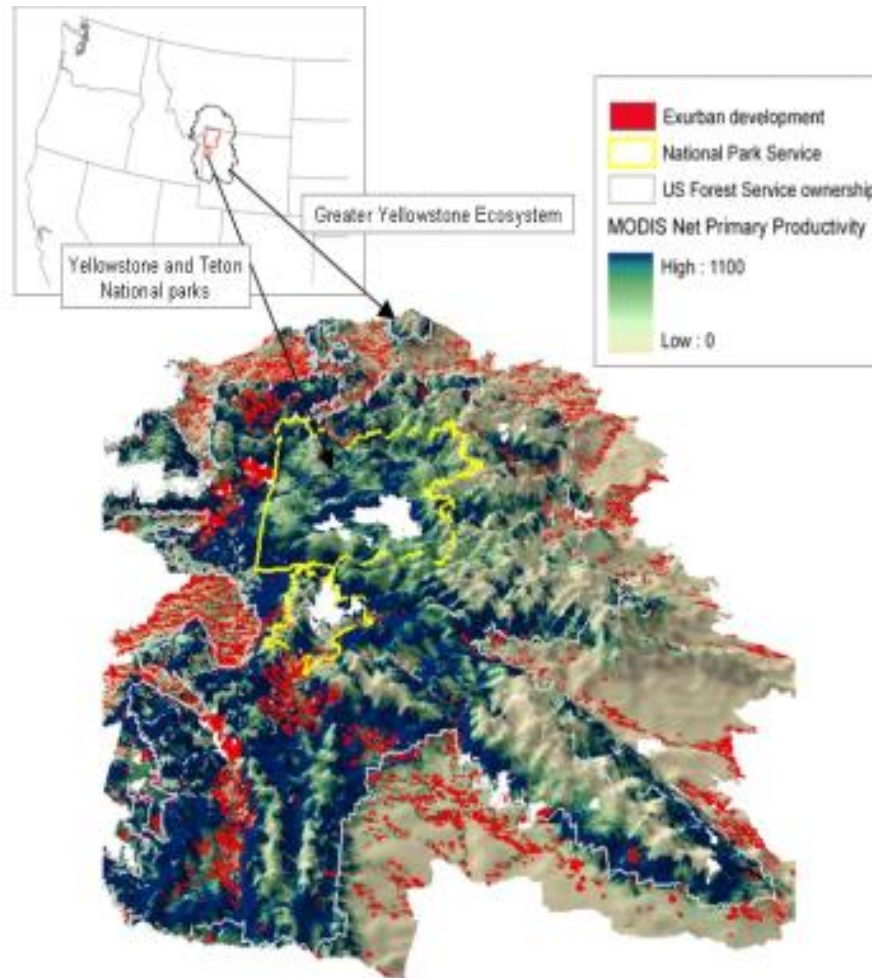 Exurban development
National Park Service
US Forest Service ownership
MODIS Net Primary Productivity
High : 1100
Low : 0
Greater Yellowstone Ecosystem
Yellowstone and Teton
National parks